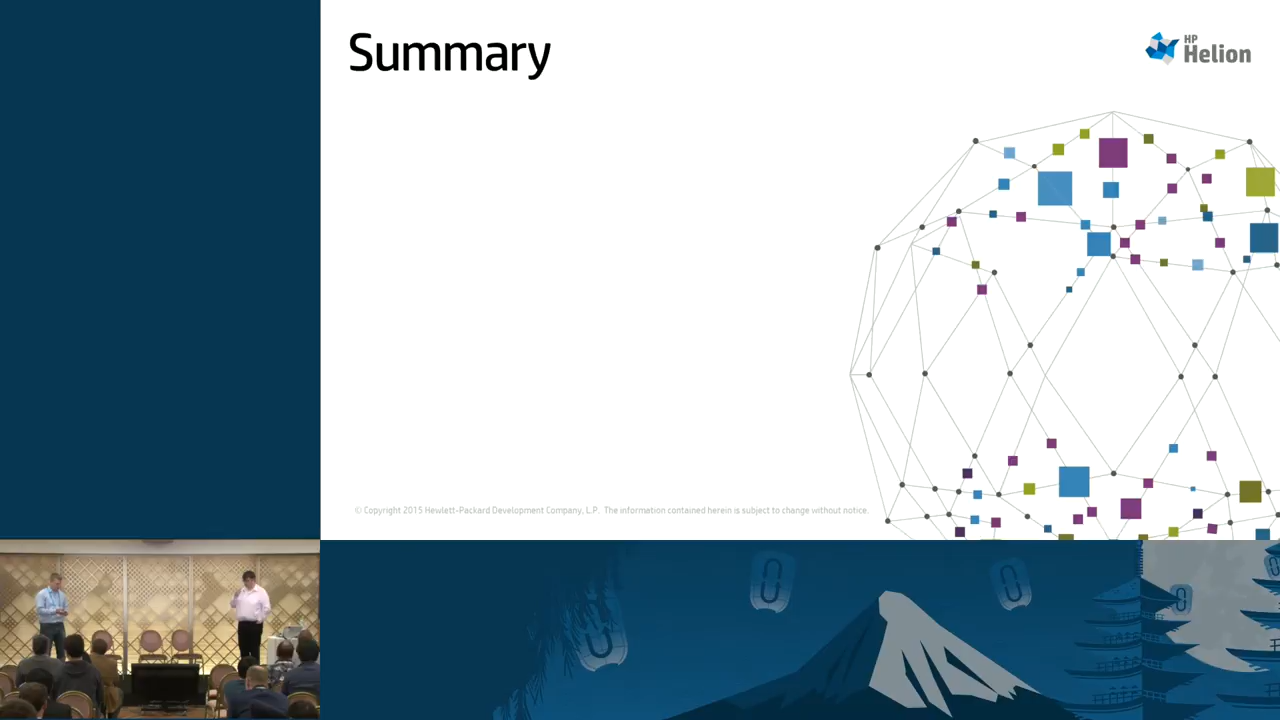 Summary
HP
Helion
© Copyright 2015 Hewlett-Packard Development Company, L.P. The information contained herein is subject to change without notice.